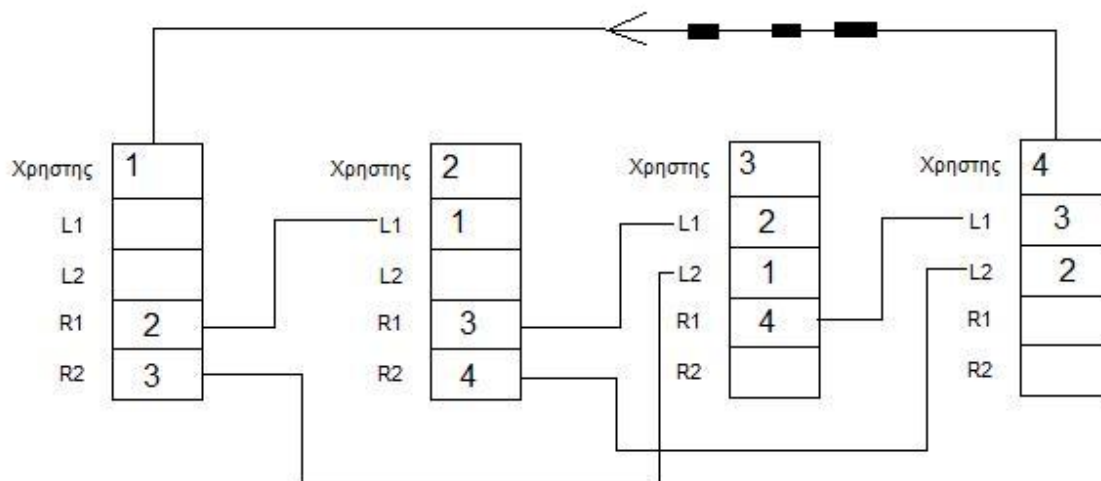 Χρηστης 1 Χρηστης 2 Χρηστης 3 Χρηστης 4
L1 L1 1 L1 2 L1 3
L2 L2 L2 1 L2 2
R1 2 R1 3 R1 4 R1
R2 3 R2 4 R2 R2